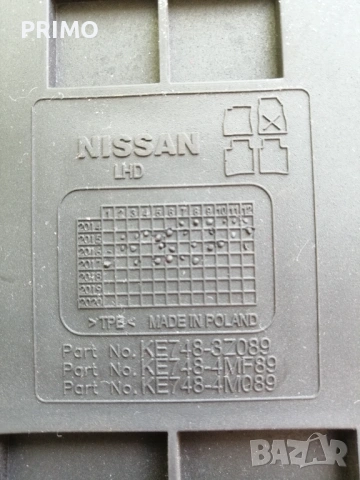 PRIMO
NISSAN
LHD
1 2 3 4 5 6 7 8 9 10 11 12
2014
2015
2016
2017
2018
2019
2020
>TPE< MADE IN POLAND
Part No. KE748-3Z089
Part No. KE748-4MF89
Part No. KE748-4M089
bazar